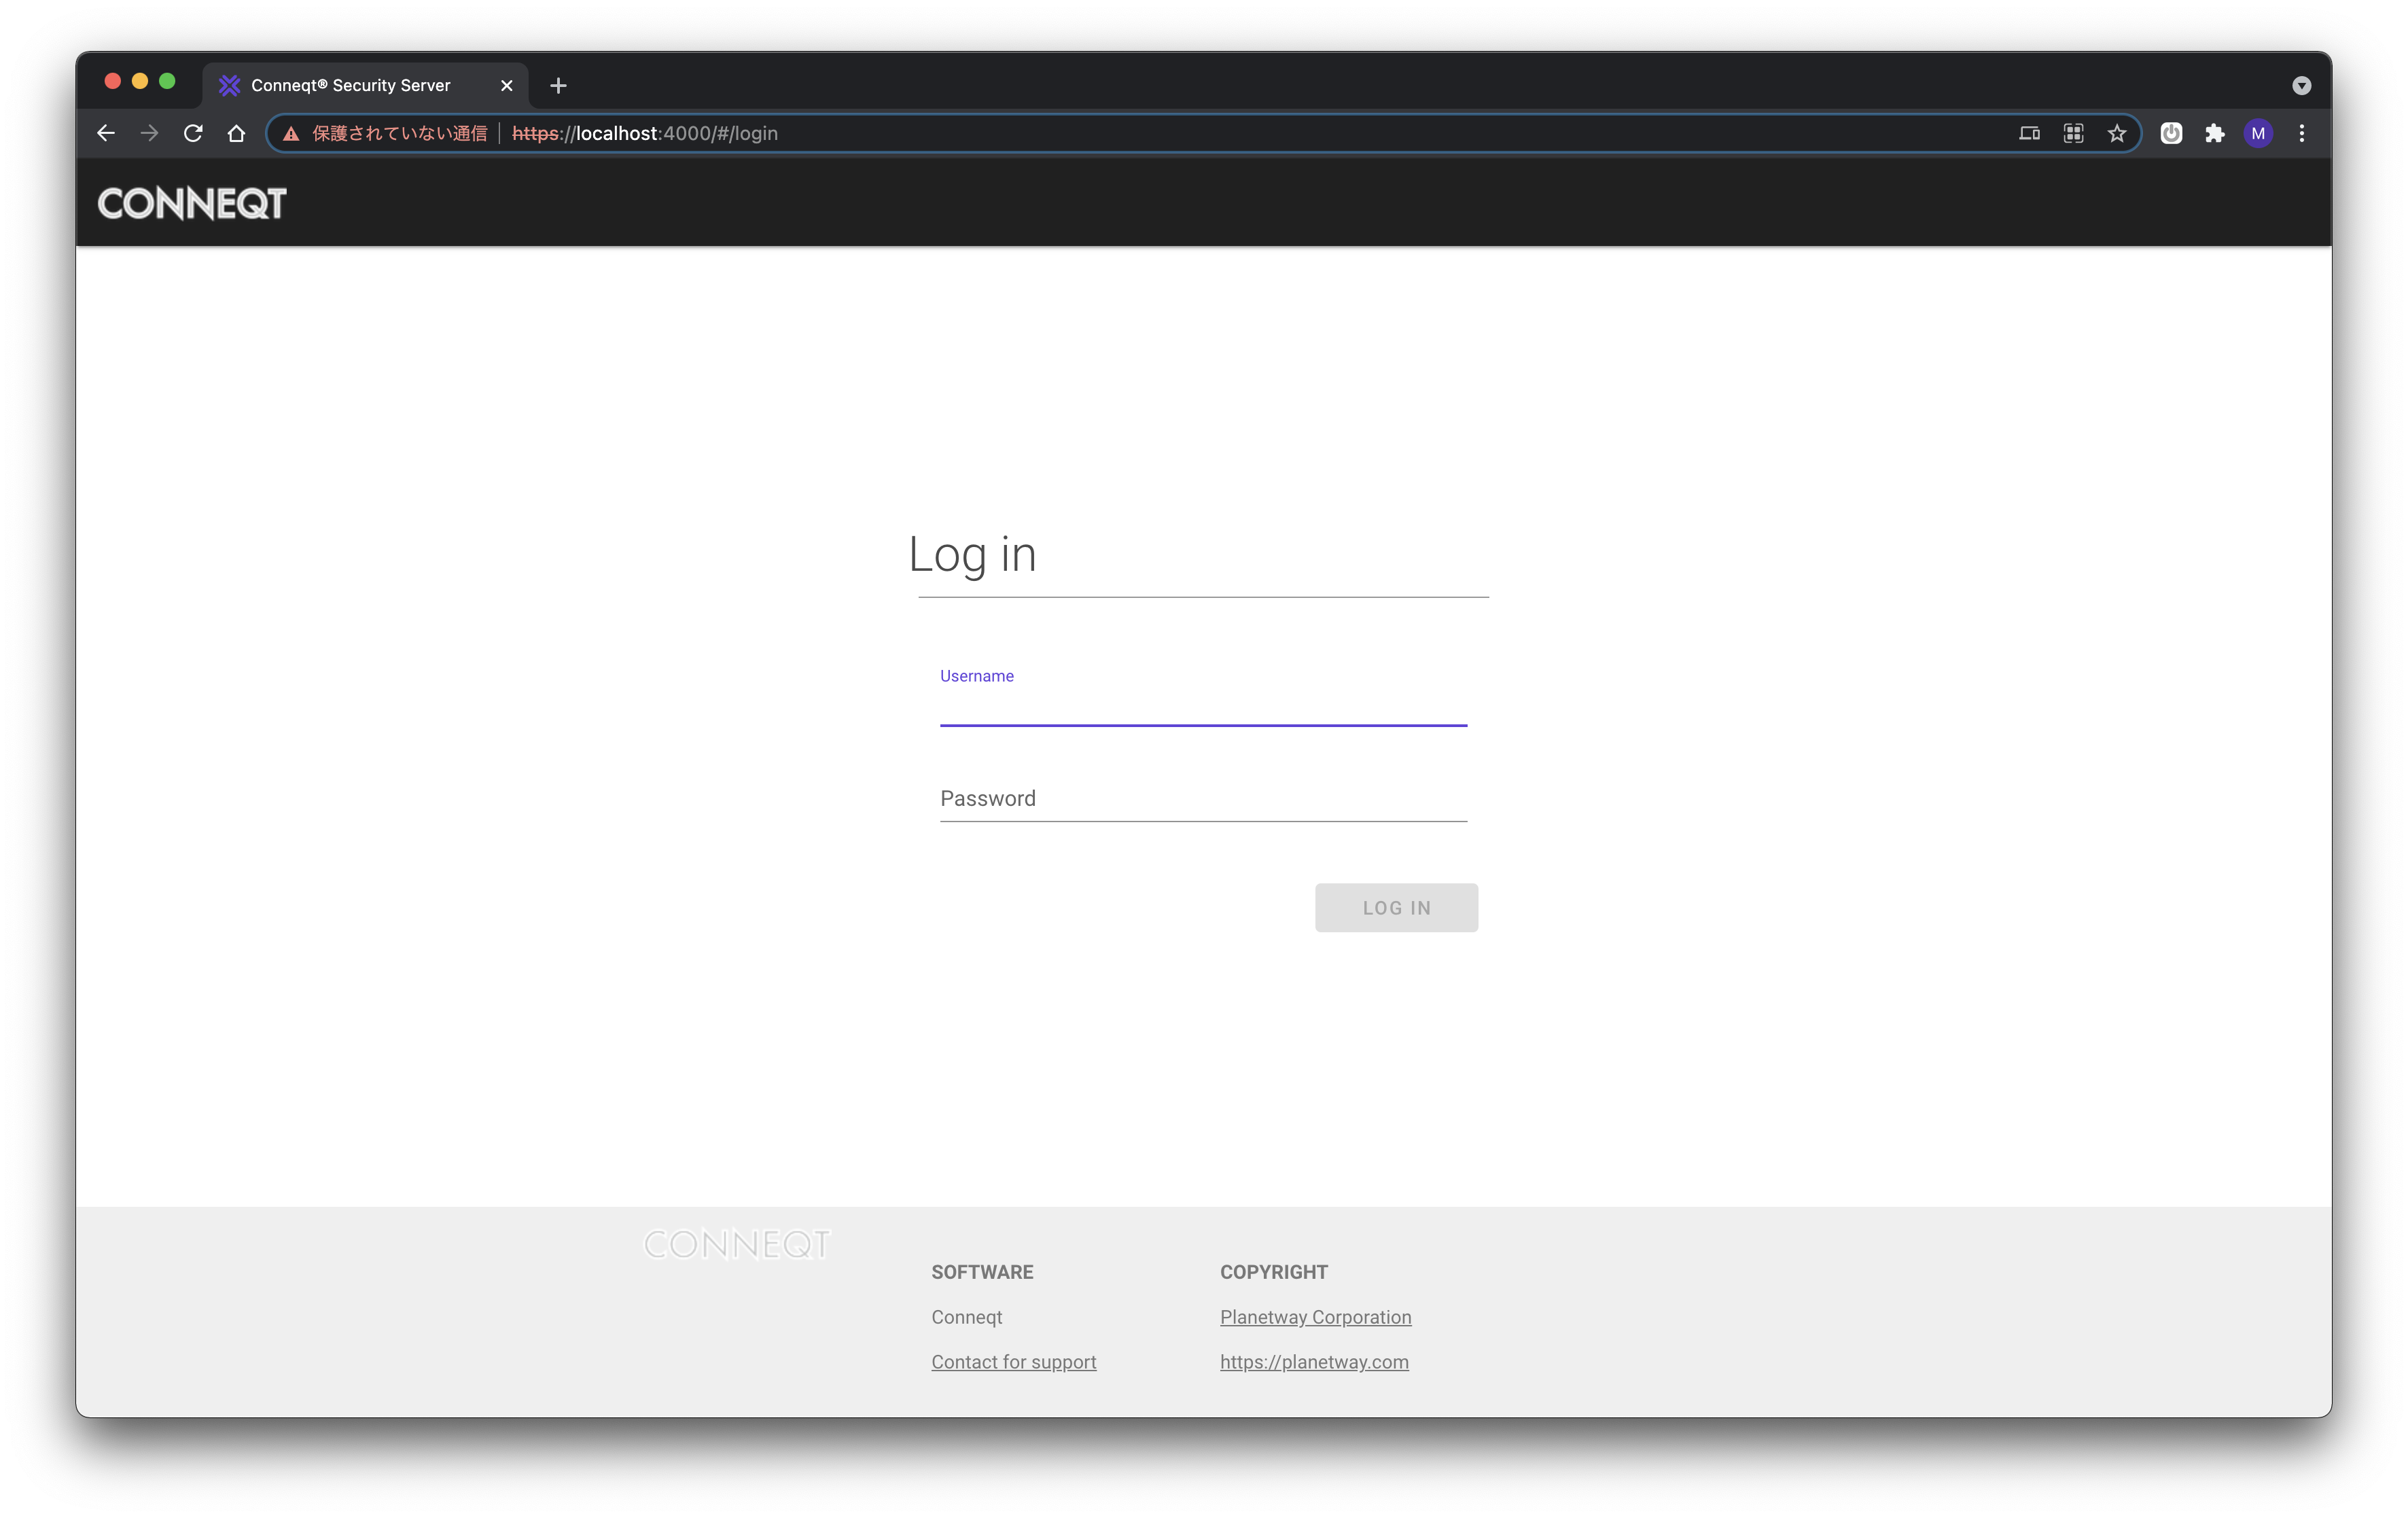 Conneqt® Security Server
保護されていない通信 https://localhost:4000/#/login
M
CONNEQT
Log in
Username
Password
LOG IN
CONNEQT
SOFTWARE
Conneqt
Contact for support
COPYRIGHT
Planetway Corporation
https://planetway.com